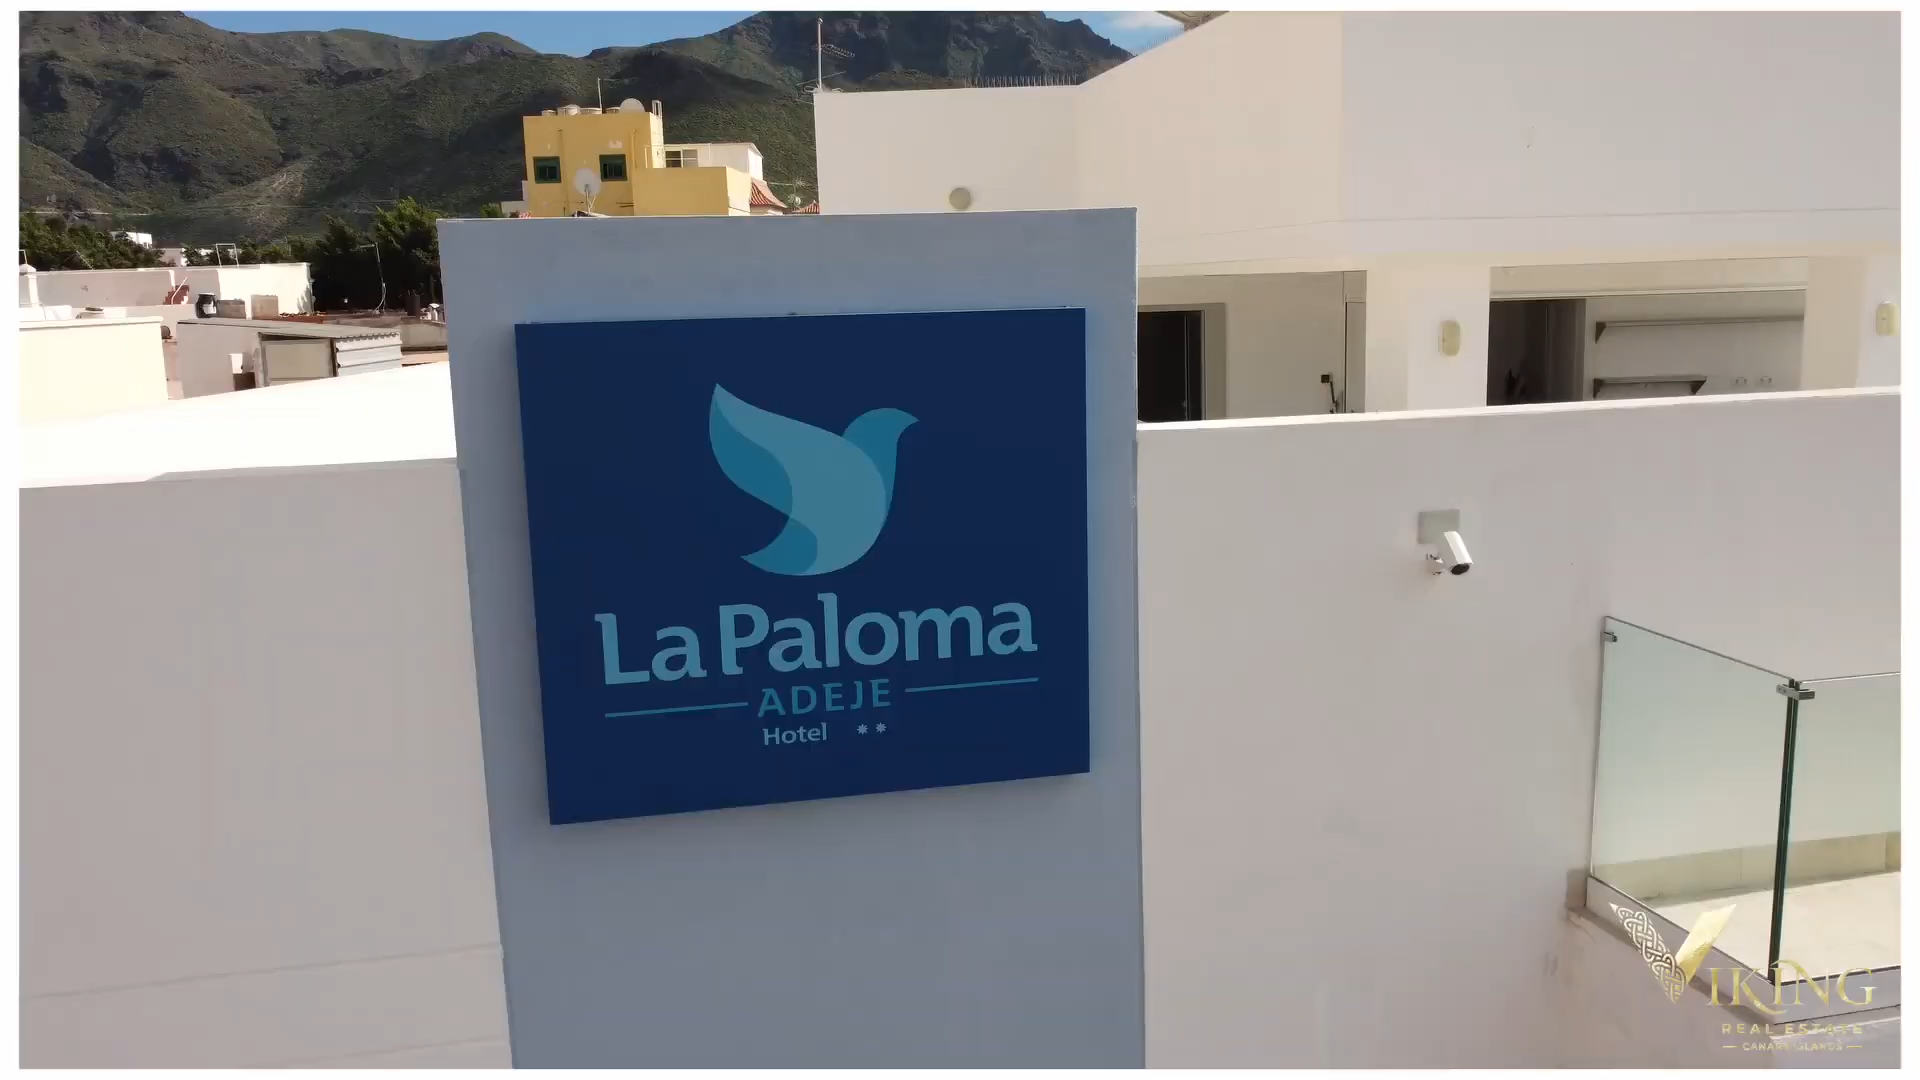 La Paloma
ADEJE
Hotel **
VIKING
REAL ESTATE
CANARY ISLANDS